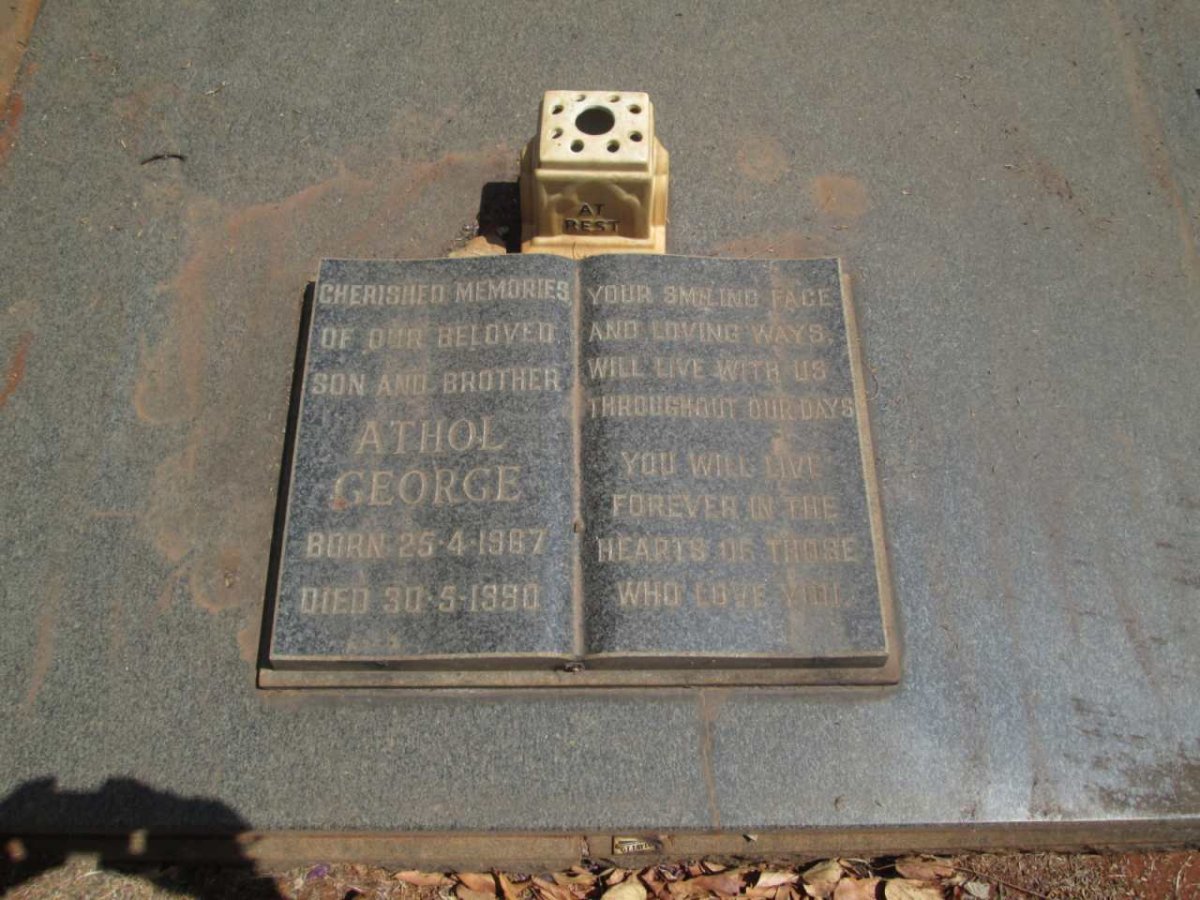 AT
REST
CHERISHED MEMORIES
OF OUR BELOVED
SON AND BROTHER
ATHOL
GEORGE
BORN 25·4·1967
DIED 30·5·1990
YOUR SMILING FACE
AND LOVING WAYS,
WILL LIVE WITH US
THROUGHOUT OUR DAYS
YOU WILL LIVE
FOREVER IN THE
HEARTS OF THOSE
WHO LOVE YOU.